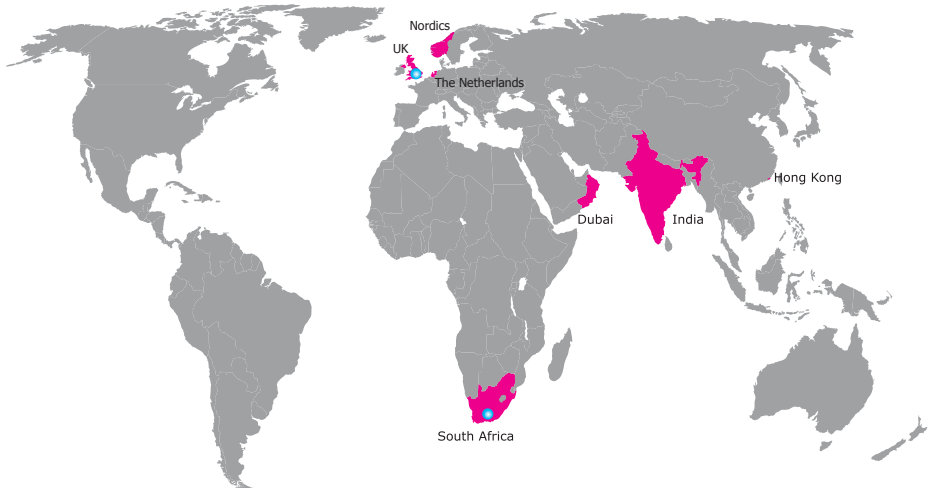 Nordics
UK
The Netherlands
Hong Kong
Dubai
India
South Africa